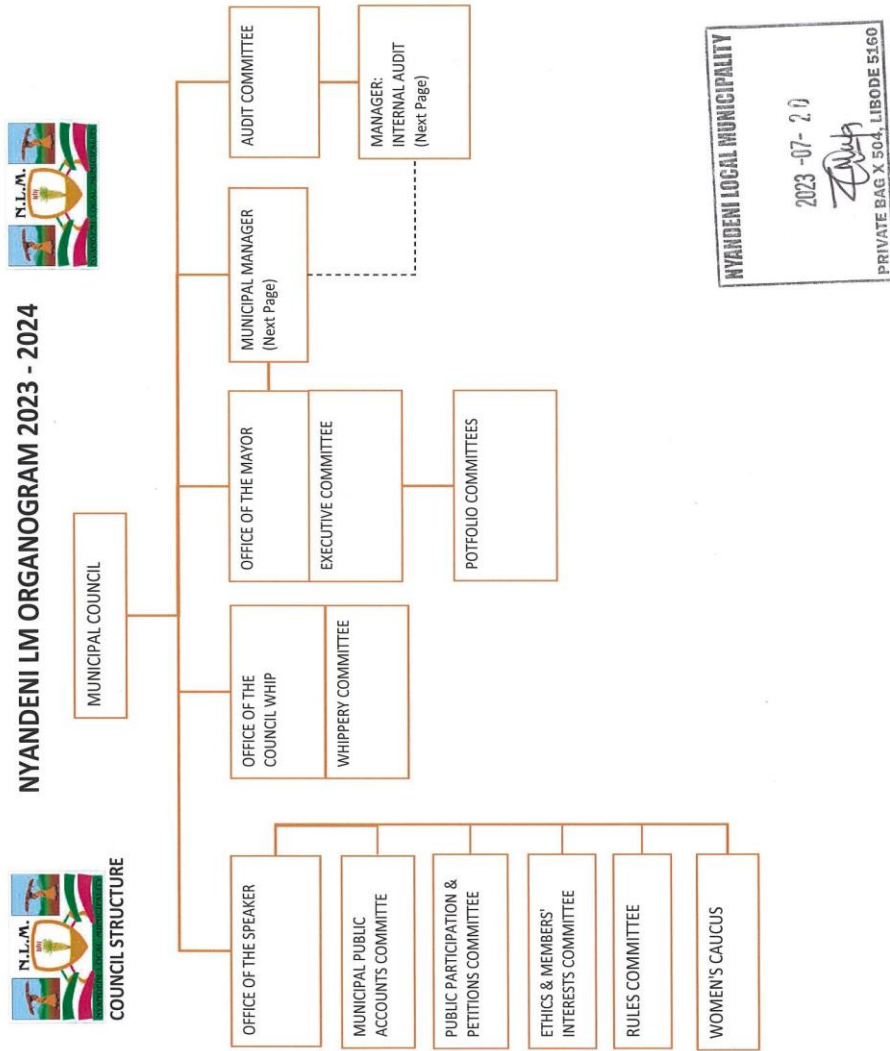 N.L.M.
NYANDENI LM ORGANOGRAM 2023 - 2024
N.L.M.
COUNCIL STRUCTURE
MUNICIPAL COUNCIL
OFFICE OF THE SPEAKER
MUNICIPAL PUBLIC
ACCOUNTS COMMITTE
PUBLIC PARTICIPATION &
PETITIONS COMMITTEE
ETHICS & MEMBERS'
INTERESTS COMMITTEE
RULES COMMITTEE
WOMEN'S CAUCUS
OFFICE OF THE
COUNCIL WHIP
WHIPPERY COMMITTEE
OFFICE OF THE MAYOR
EXECUTIVE COMMITTEE
POTFOLIO COMMITTEES
MUNICIPAL MANAGER
(Next Page)
AUDIT COMMITTEE
MANAGER:
INTERNAL AUDIT
(Next Page)
NYANDENI LOCAL MUNICIPALITY
2023 -07- 20
PRIVATE BAG X 504, LIBODE 5160